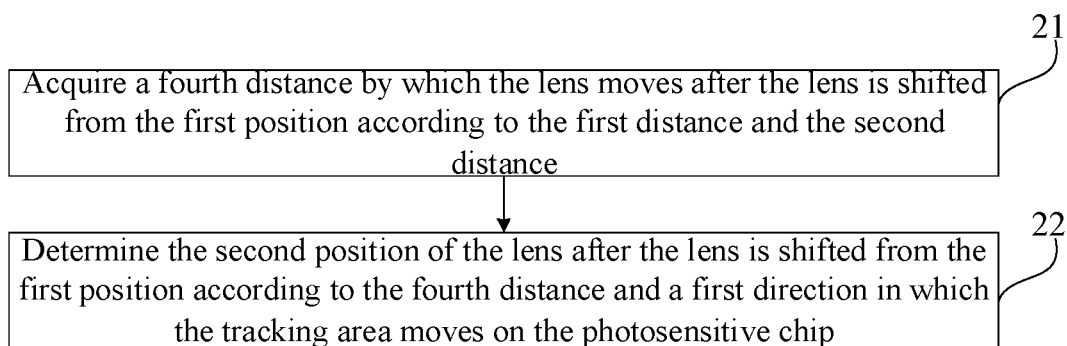 21
Acquire a fourth distance by which the lens moves after the lens is shifted
from the first position according to the first distance and the second
distance
22
Determine the second position of the lens after the lens is shifted from the
first position according to the fourth distance and a first direction in which
the tracking area moves on the photosensitive chip